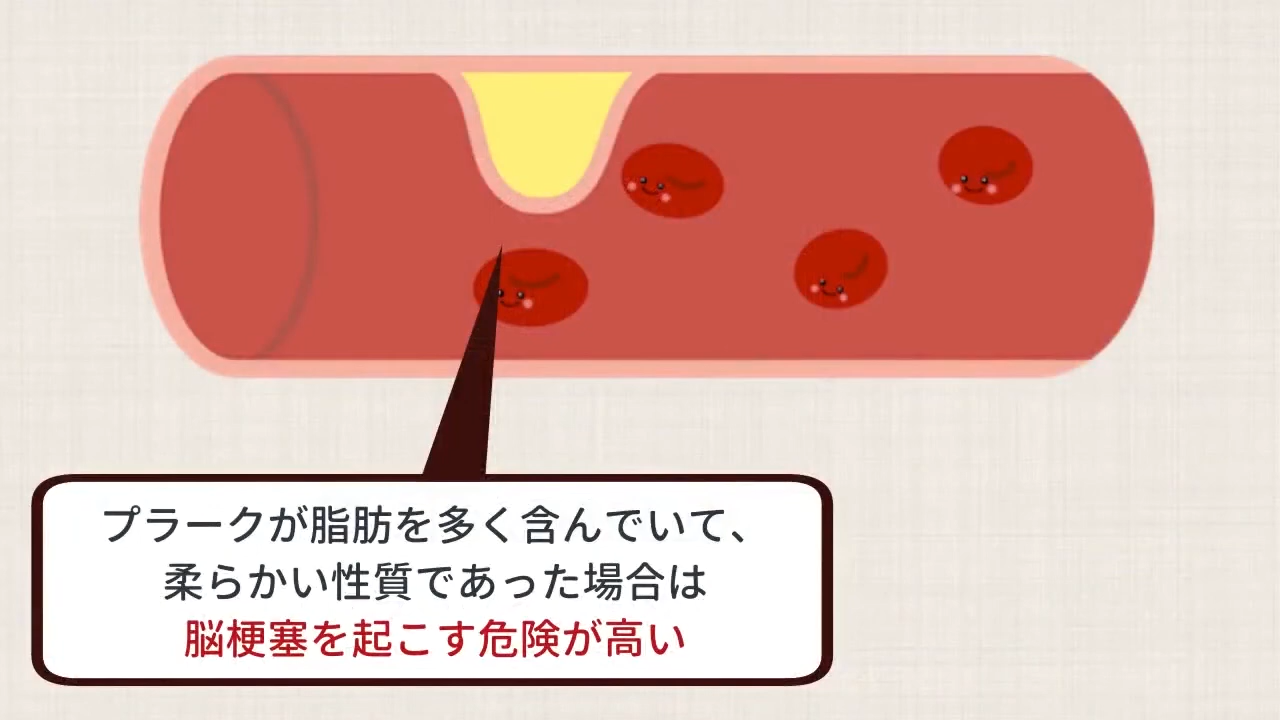 プラークが脂肪を多く含んでいて、
柔らかい性質であった場合は
脳梗塞を起こす危険が高い